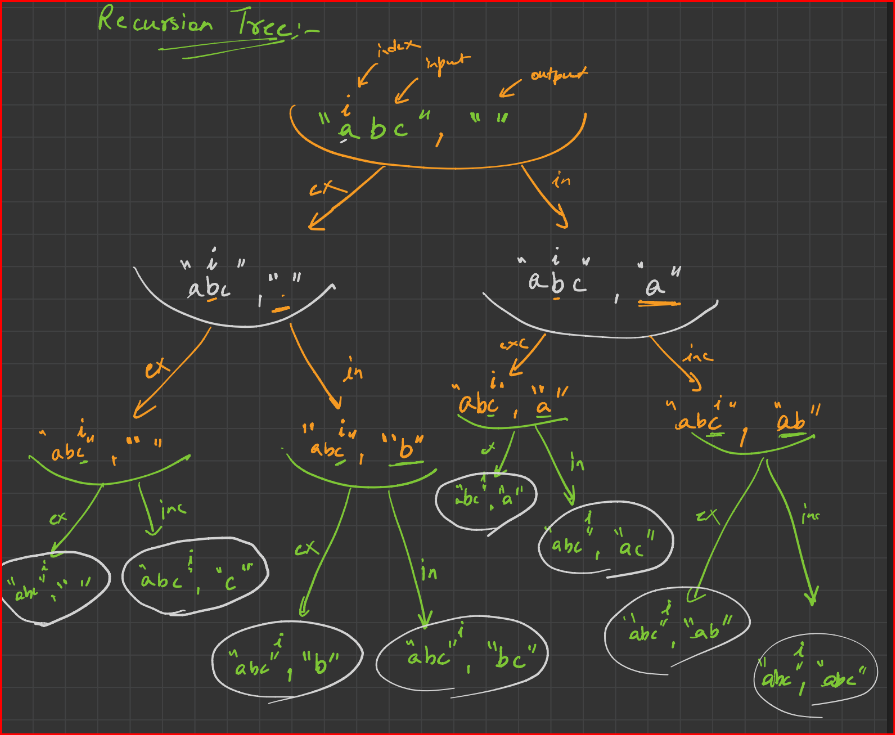 Recursion Tree:-
index
input
output
i
"abc", ""
ex in
i i
"abc", "" "abc", "a"
exc inc
ex in
i i
"abc", "a" "abc", "ab"
i i
"abc", "" "abc", "b"
ex in
ex inc
i
"abc", "a"
ex inc
ex in
i
"abc", "ac"
i i
"abc", "" "abc", "c"
i
"abc", "ab"
i i
"abc", "b" "abc", "bc"
i
"abc", "abc"